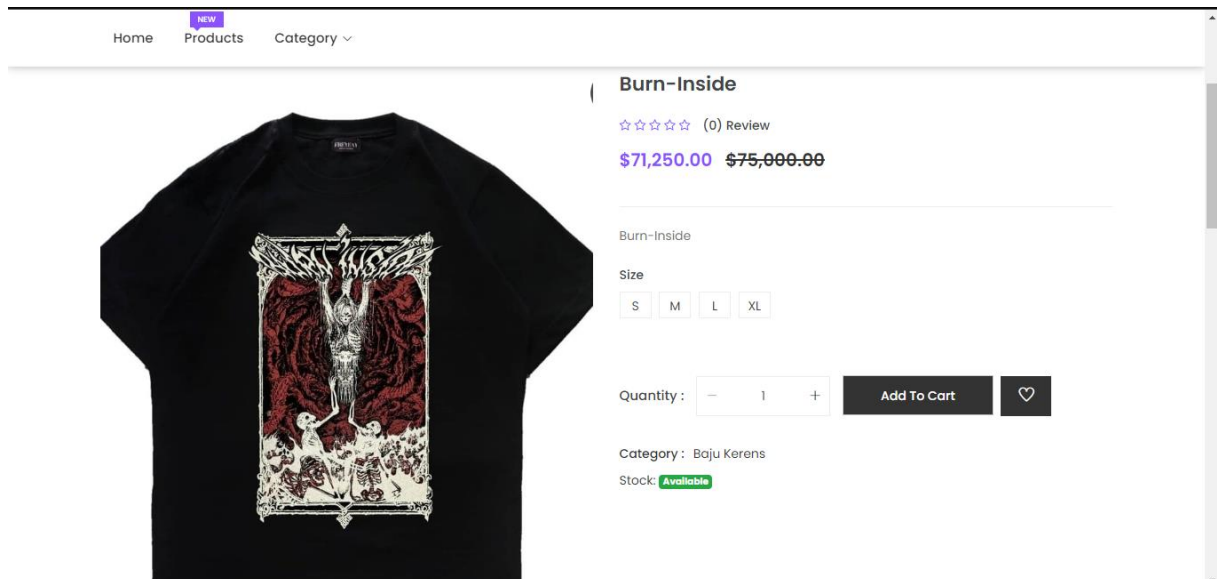 NEW
Home Products Category
Burn-Inside
(0) Review
$71,250.00 $75,000.00
Burn-Inside
Size
S M L XL
Quantity : − 1 + Add To Cart
Category : Baju Kerens
Stock: Available